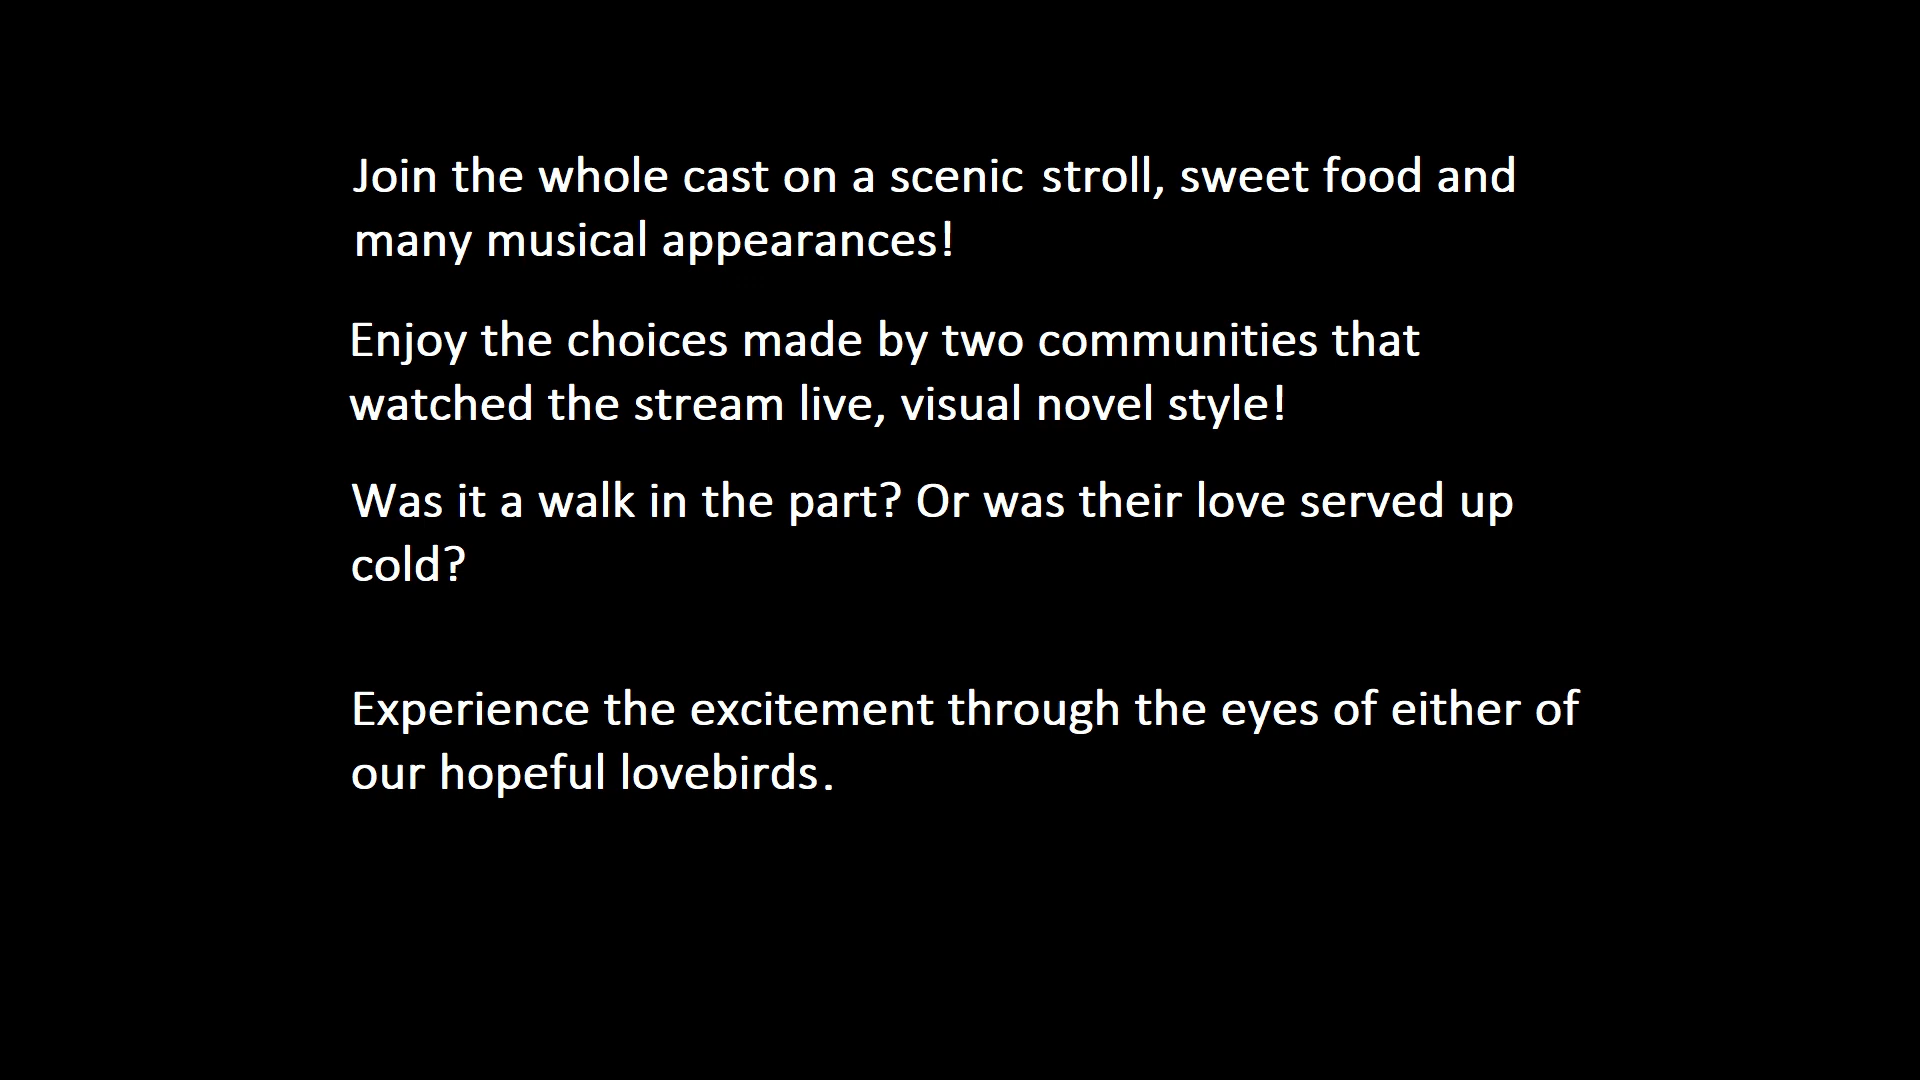 Join the whole cast on a scenic stroll, sweet food and
many musical appearances!
Enjoy the choices made by two communities that
watched the stream live, visual novel style!
Was it a walk in the part? Or was their love served up
cold?
Experience the excitement through the eyes of either of
our hopeful lovebirds.